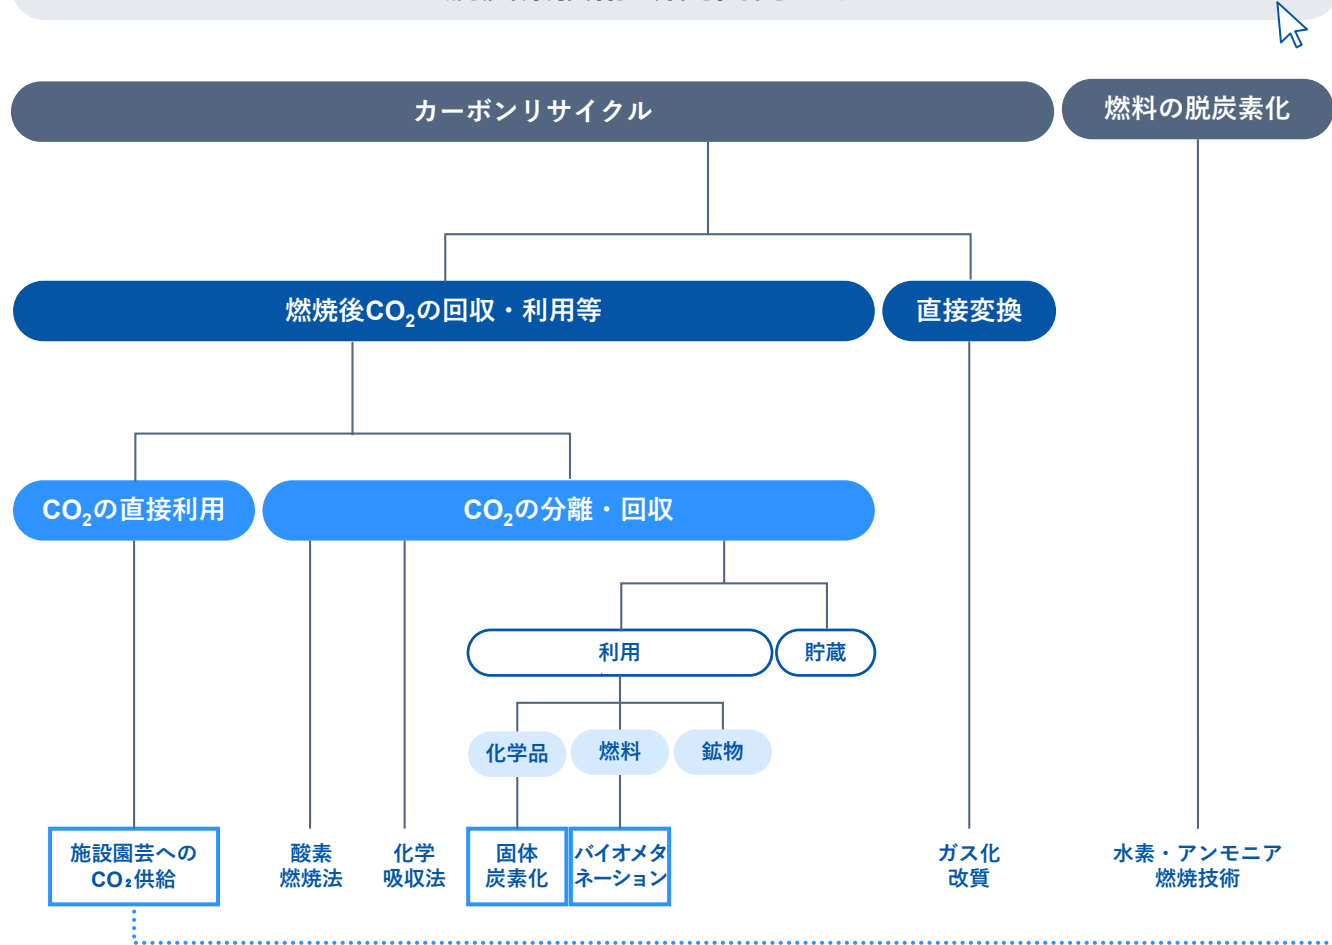 カーボンリサイクル
燃料の脱炭素化
燃焼後CO₂の回収・利用等
直接変換
CO₂の直接利用
CO₂の分離・回収
利用
貯蔵
化学品
燃料
鉱物
施設園芸への
CO₂供給
酸素
燃焼法
化学
吸収法
固体
炭素化
バイオメタ
ネーション
ガス化
改質
水素・アンモニア
燃焼技術